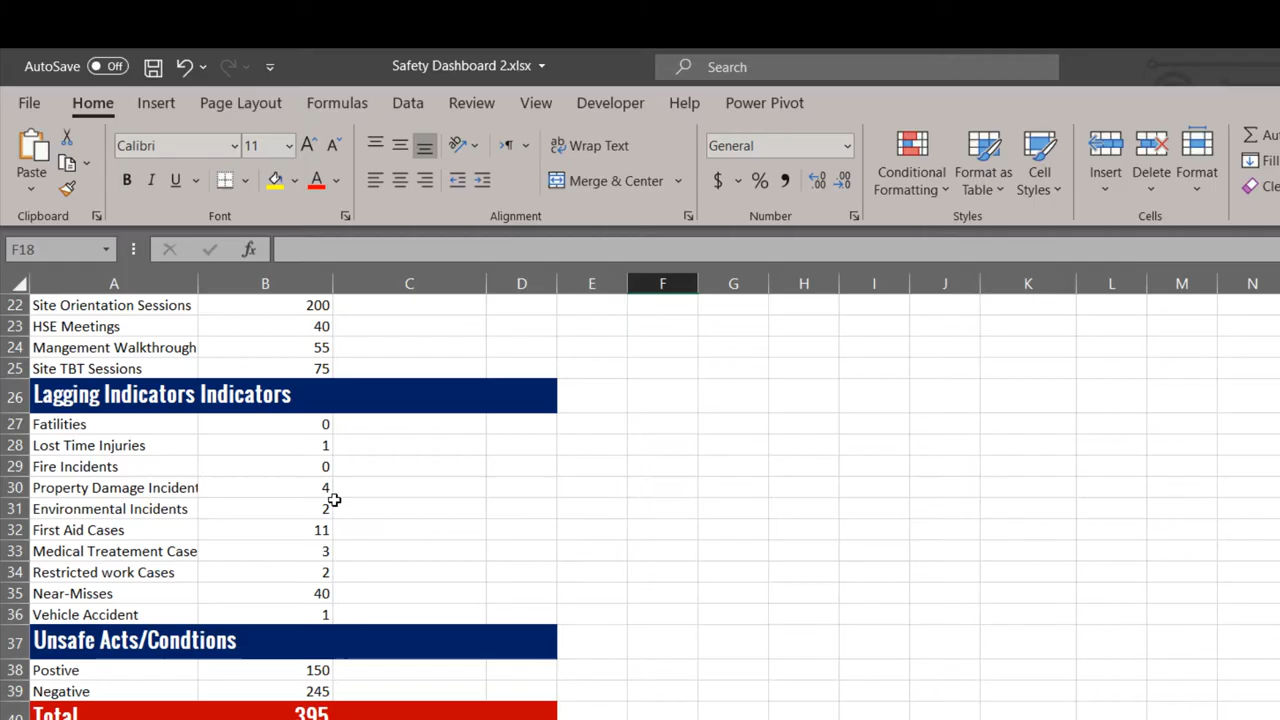 AutoSave Off Safety Dashboard 2.xlsx Search
File Home Insert Page Layout Formulas Data Review View Developer Help Power Pivot
Paste
Clipboard
Calibri 11
B I U
Font
Wrap Text
Merge & Center
Alignment
General
$ % 9 .00
Number
Conditional Formatting
Format as Table
Cell Styles
Styles
Insert Delete Format
Cells
Fill
F18 fx
A B C D E F G H I J K L M N
22 Site Orientation Sessions 200
23 HSE Meetings 40
24 Mangement Walkthrough 55
25 Site TBT Sessions 75
26 Lagging Indicators Indicators
27 Fatilities 0
28 Lost Time Injuries 1
29 Fire Incidents 0
30 Property Damage Incident 4
31 Environmental Incidents 2
32 First Aid Cases 11
33 Medical Treatement Case 3
34 Restricted work Cases 2
35 Near-Misses 40
36 Vehicle Accident 1
37 Unsafe Acts/Condtions
38 Postive 150
39 Negative 245
40 Total 395